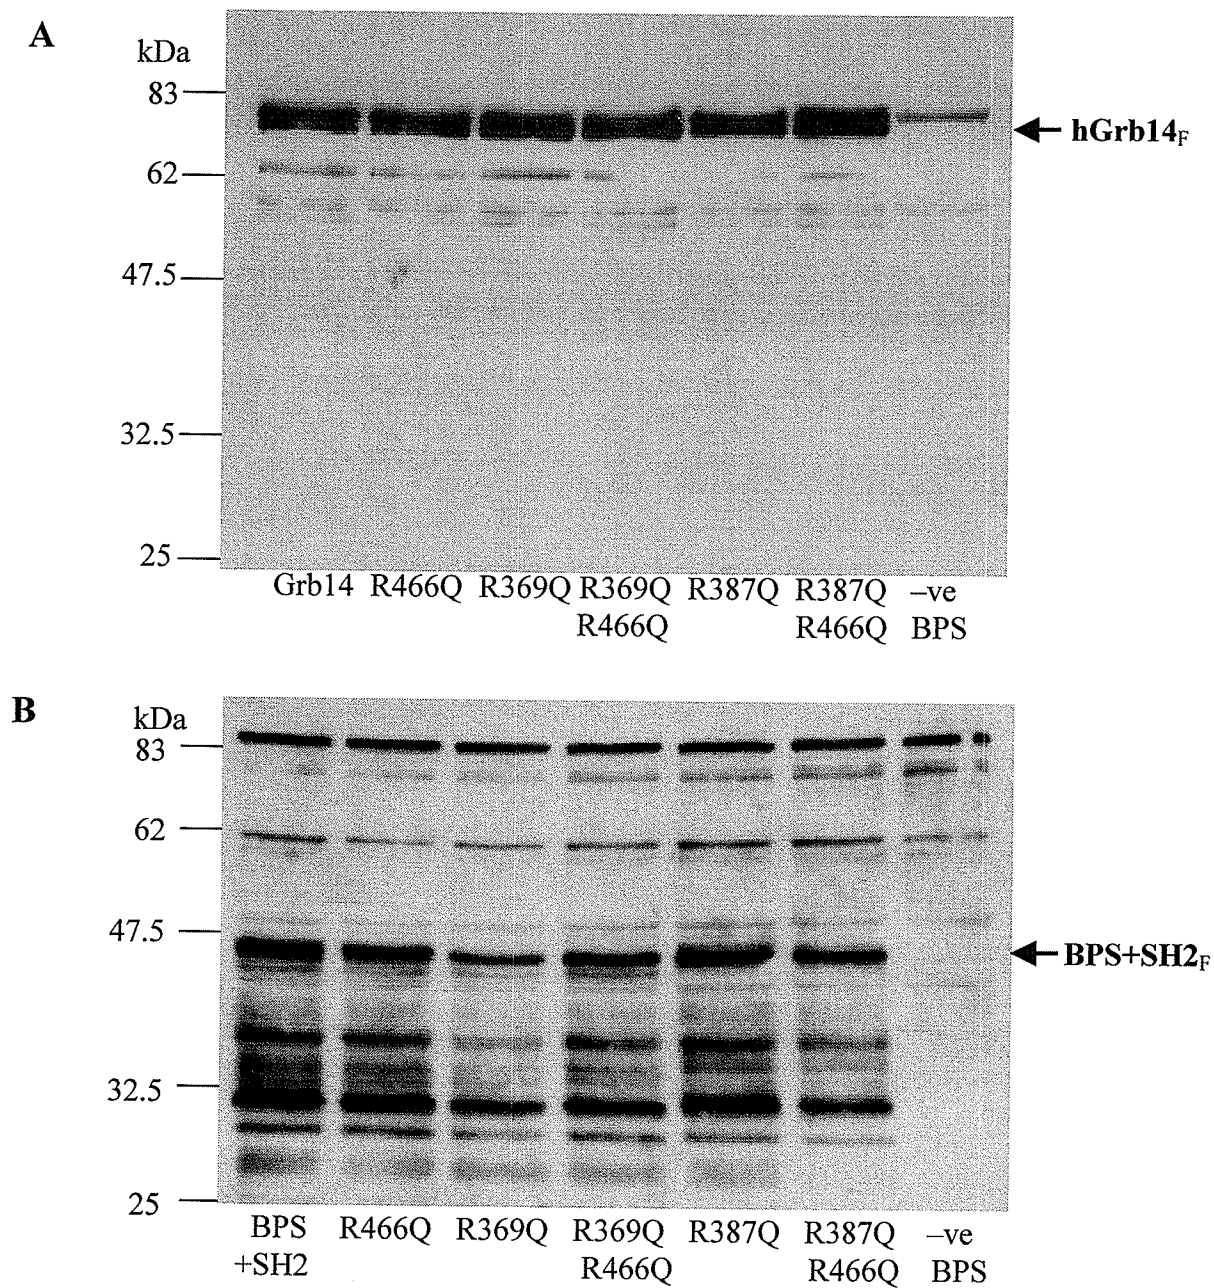 A
kDa
83
62
47.5
32.5
25
hGrb14F
Grb14 R466Q R369Q R369Q R387Q R387Q –ve
R466Q R466Q BPS
B
kDa
83
62
47.5
32.5
25
BPS+SH2F
BPS R466Q R369Q R369Q R387Q R387Q –ve
+SH2 R466Q R466Q BPS